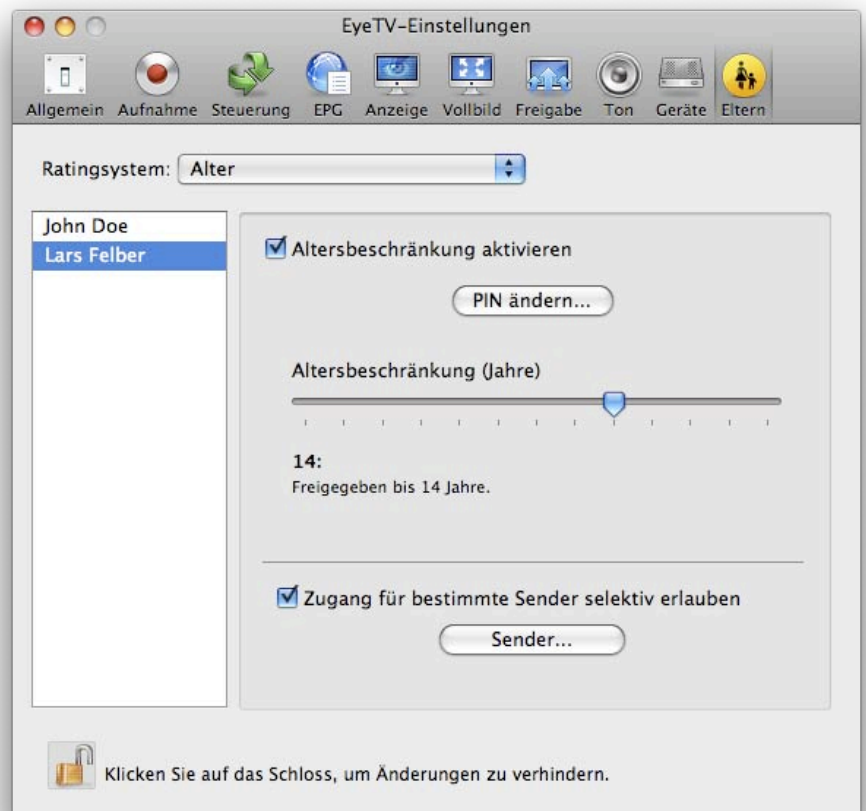 EyeTV-Einstellungen
Allgemein Aufnahme Steuerung EPG Anzeige Vollbild Freigabe Ton Geräte Eltern
Ratingsystem: Alter
John Doe
Lars Felber
Altersbeschränkung aktivieren
PIN ändern...
Altersbeschränkung (Jahre)
14:
Freigegeben bis 14 Jahre.
Zugang für bestimmte Sender selektiv erlauben
Sender...
Klicken Sie auf das Schloss, um Änderungen zu verhindern.